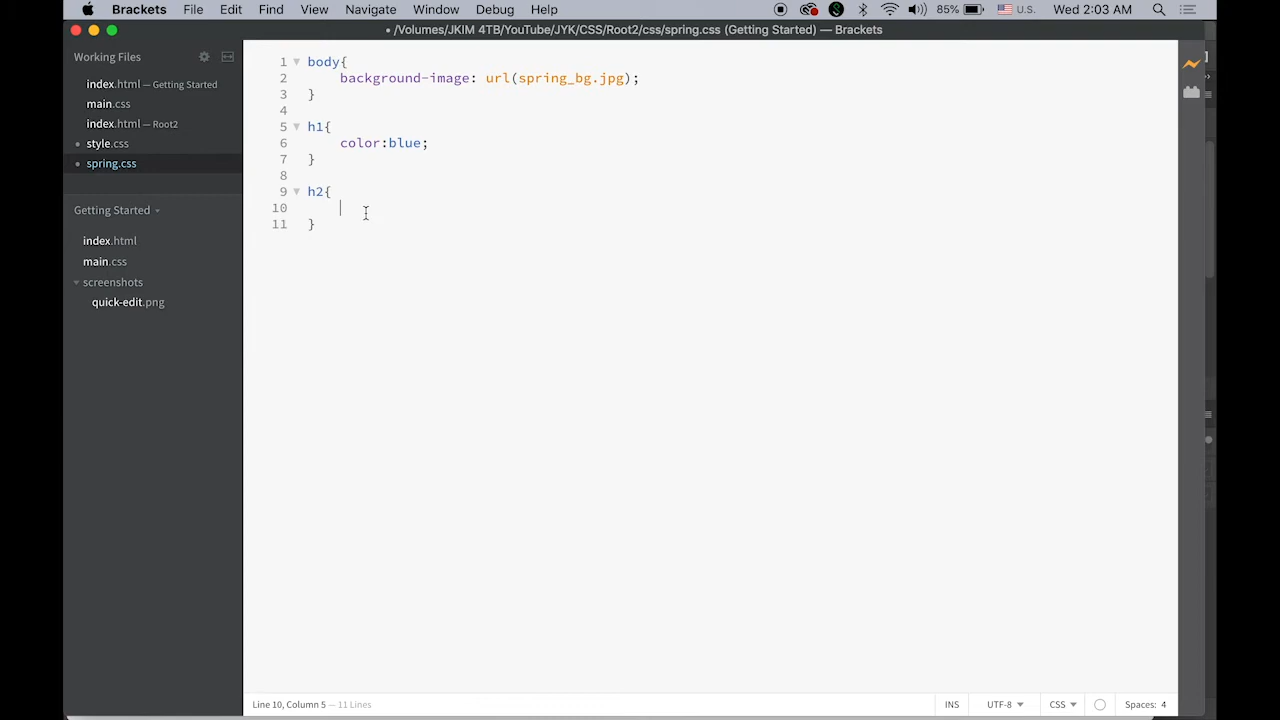 Brackets File Edit Find View Navigate Window Debug Help 85% U.S. Wed 2:03 AM
• /Volumes/JKIM 4TB/YouTube/JYK/CSS/Root2/css/spring.css (Getting Started) — Brackets
Working Files
index.html — Getting Started
main.css
index.html — Root2
style.css
spring.css
Getting Started
index.html
main.css
screenshots
quick-edit.png
1 body{
2 background-image: url(spring_bg.jpg);
3 }
4
5 h1{
6 color:blue;
7 }
8
9 h2{
10
11 }
Line 10, Column 5 — 11 Lines INS UTF-8 CSS Spaces: 4